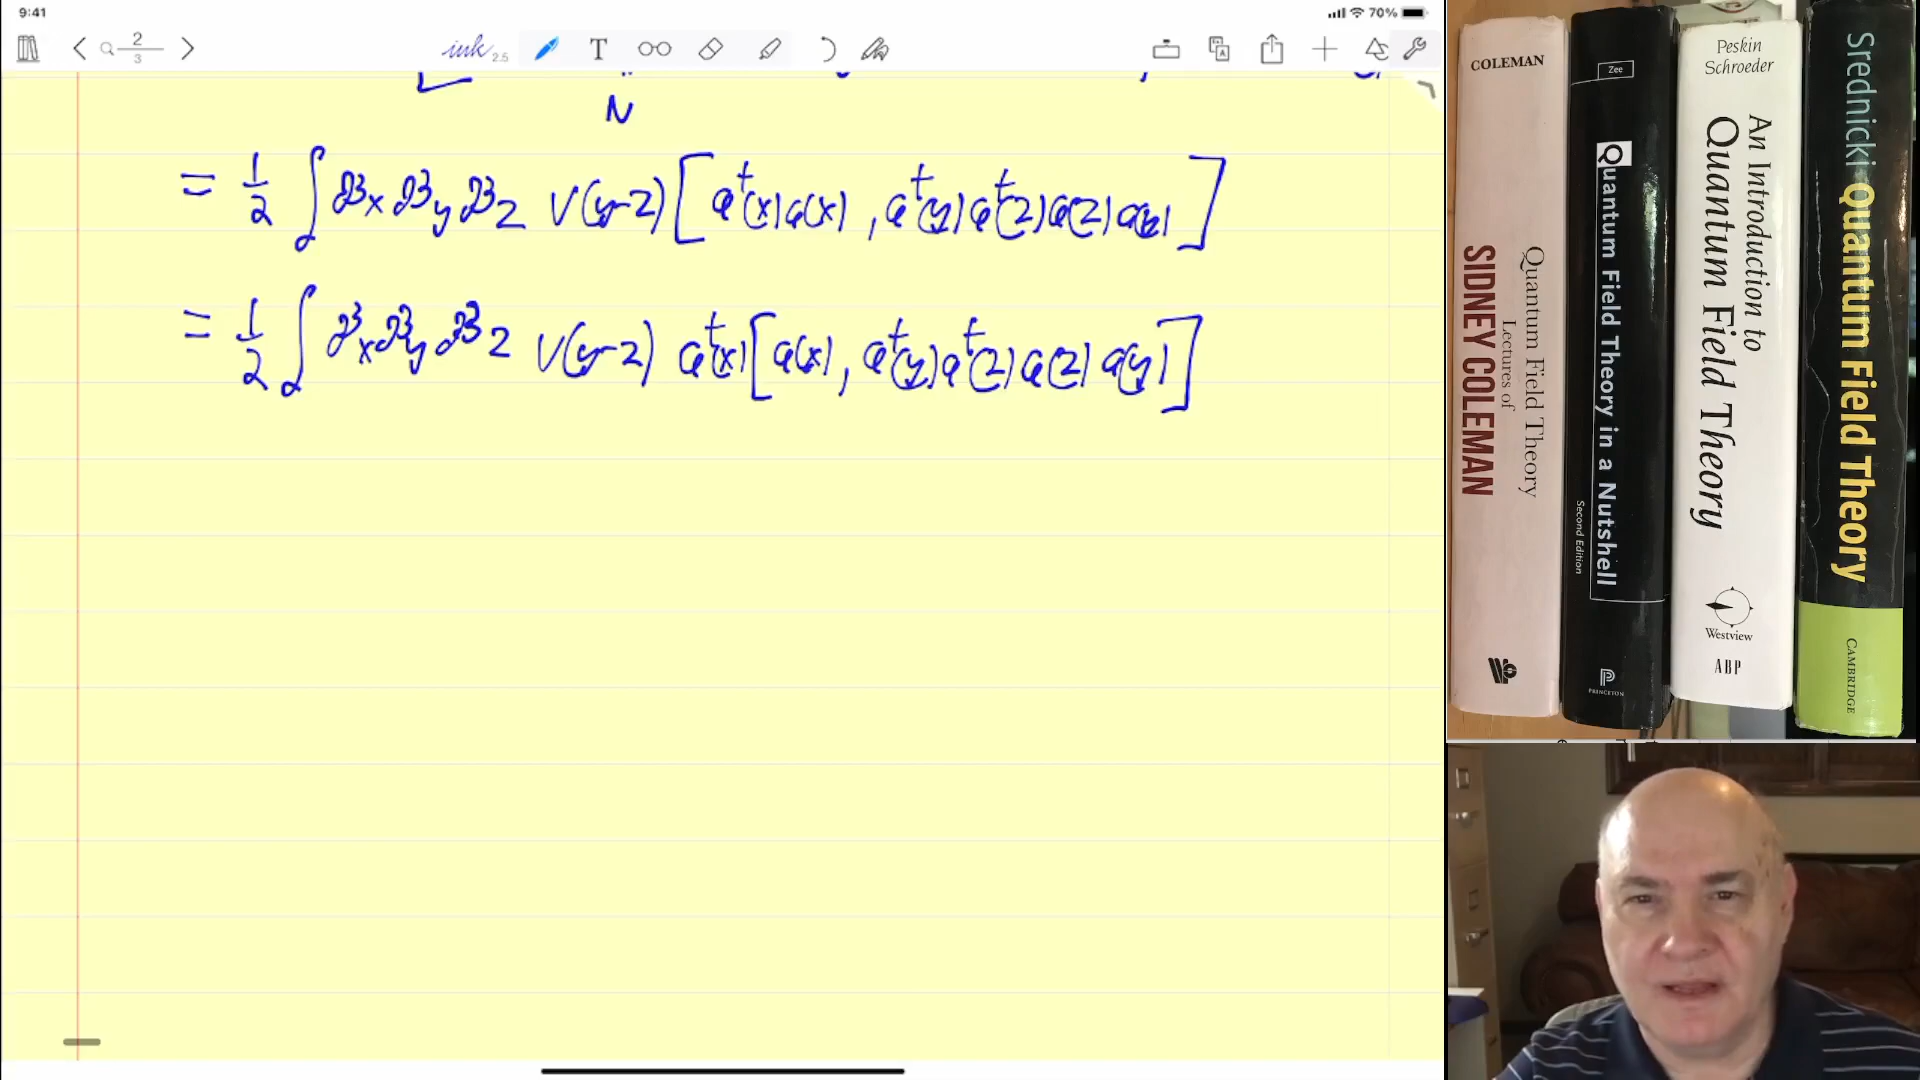 9:41
70%
2
3
ink 2.5
T
N
= 1/2 ∫ d³x d³y d³z V(y-z) [a†(x)a(x), a†(y)a†(z)a(z)a(y)]
= 1/2 ∫ d³x d³y d³z V(y-z) a†(x) [a(x), a†(y)a†(z)a(z)a(y)]
COLEMAN
Lectures of
SIDNEY COLEMAN
Quantum Field Theory
Zee
Quantum Field Theory in a Nutshell
Second Edition
PRINCETON
Peskin
Schroeder
An Introduction to
Quantum Field Theory
Westview
ABP
Srednicki Quantum Field Theory
CAMBRIDGE